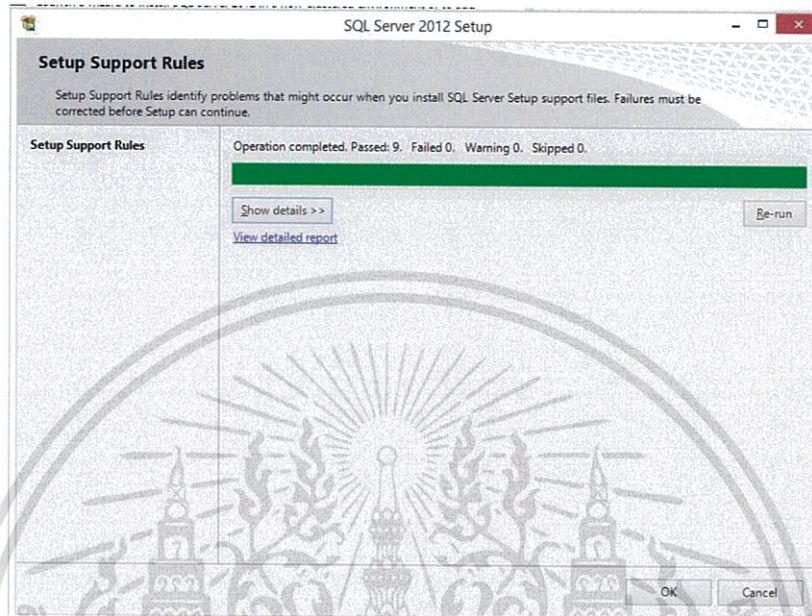 SQL Server 2012 Setup
Setup Support Rules
Setup Support Rules identify problems that might occur when you install SQL Server Setup support files. Failures must be
corrected before Setup can continue.
Setup Support Rules
Operation completed. Passed: 9. Failed 0. Warning 0. Skipped 0.
Show details >>
Re-run
View detailed report
OK
Cancel